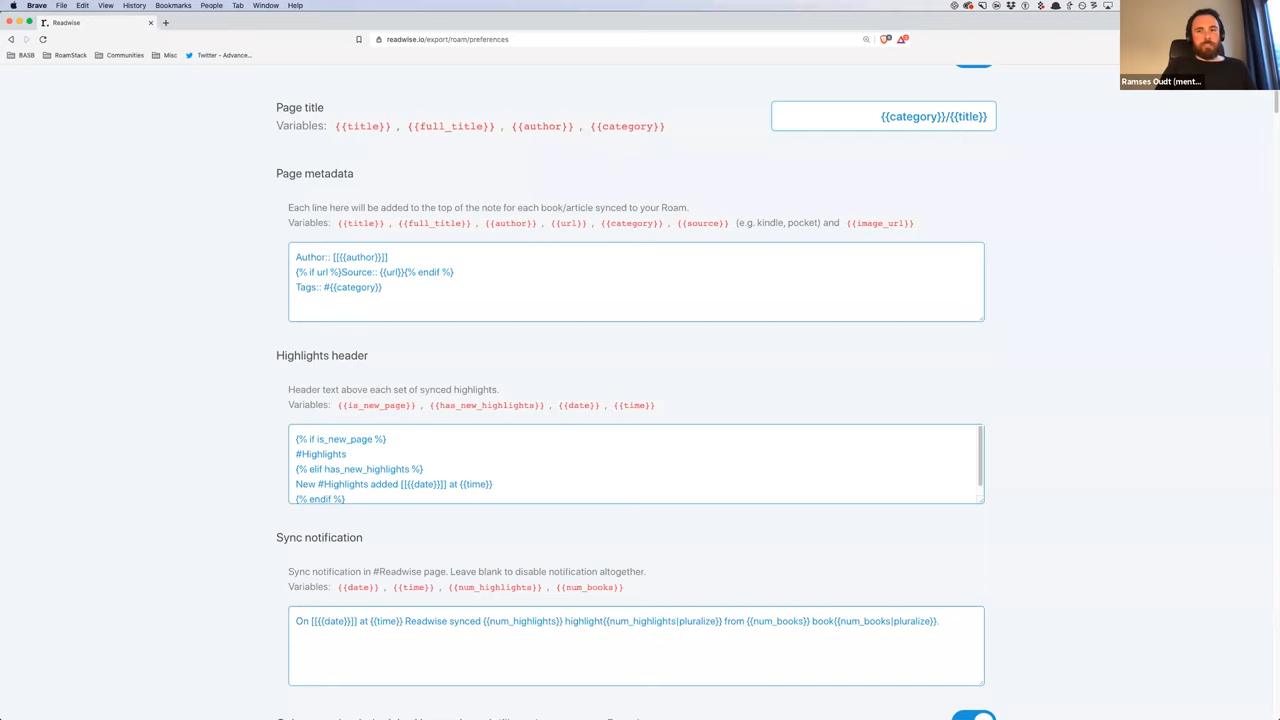 Brave File Edit View History Bookmarks People Tab Window Help
r. Readwise
readwise.io/export/roam/preferences
BASB RoamStack Communities Misc Twitter - Advance...
Ramses Oudt (ment...
Page title
Variables: {{title}} , {{full_title}} , {{author}} , {{category}}
{{category}}/{{title}}
Page metadata
Each line here will be added to the top of the note for each book/article synced to your Roam.
Variables: {{title}} , {{full_title}} , {{author}} , {{url}} , {{category}} , {{source}} (e.g. kindle, pocket) and {{image_url}}
Author:: [[{{author}}]]
{% if url %}Source:: {{url}}{% endif %}
Tags:: #{{category}}
Highlights header
Header text above each set of synced highlights.
Variables: {{is_new_page}} , {{has_new_highlights}} , {{date}} , {{time}}
{% if is_new_page %}
#Highlights
{% elif has_new_highlights %}
New #Highlights added [[{{date}}]] at {{time}}
{% endif %}
Sync notification
Sync notification in #Readwise page. Leave blank to disable notification altogether.
Variables: {{date}} , {{time}} , {{num_highlights}} , {{num_books}}
On [[{{date}}]] at {{time}} Readwise synced {{num_highlights}} highlight{{num_highlights|pluralize}} from {{num_books}} book{{num_books|pluralize}}.